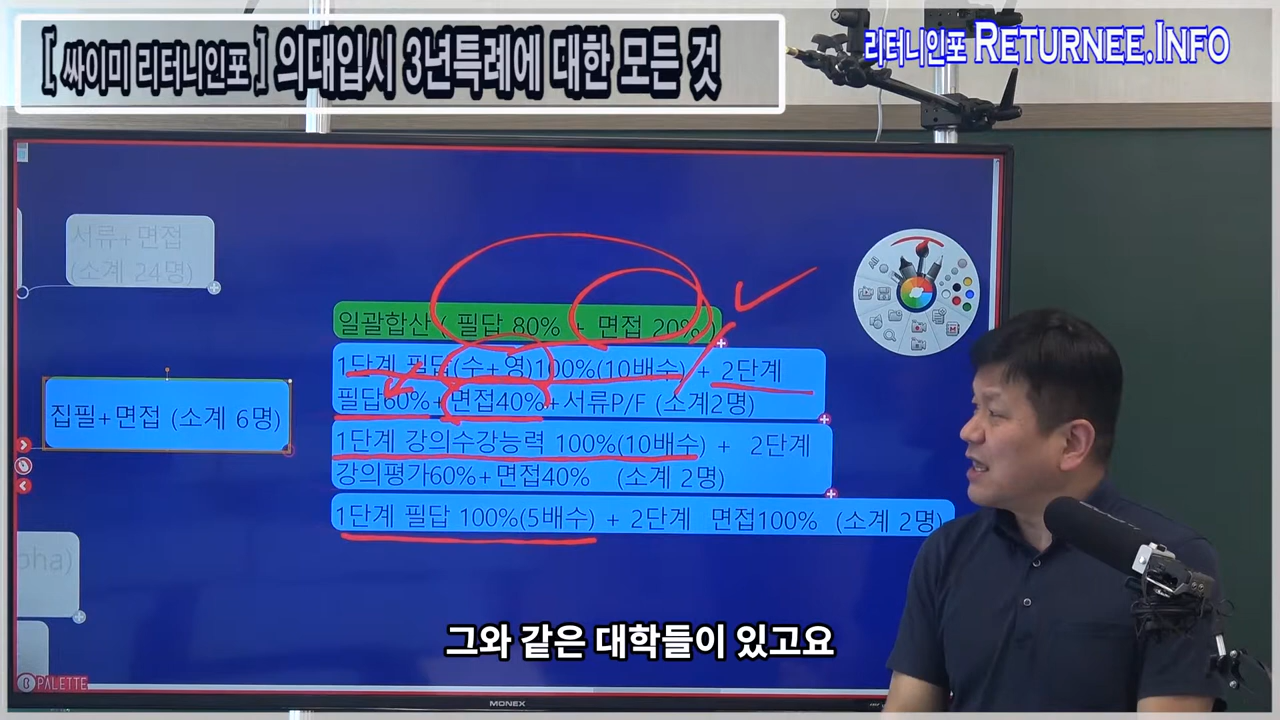 [ 싸이미 리터니인포 ] 의대입시 3년특례에 대한 모든 것
리터니인포 RETURNEE.INFO
서류+면접
(소계 24명)
일괄합산 ( 필답 80% + 면접 20%)
1단계 필답(수+영)100%(10배수) + 2단계
필답60%+면접40%+서류P/F (소계2명)
집필+면접 (소계 6명)
1단계 강의수강능력 100%(10배수) + 2단계
강의평가60%+면접40% (소계 2명)
1단계 필답 100%(5배수) + 2단계 면접100% (소계 2명)
pha)
그와 같은 대학들이 있고요
PALETTE
MONEX